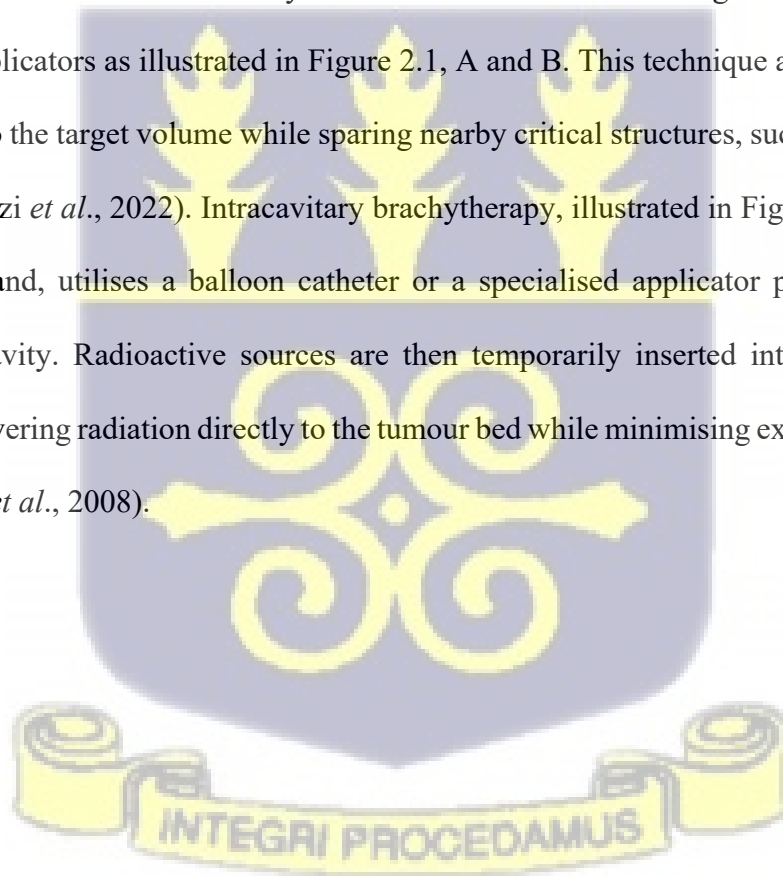 plicators as illustrated in Figure 2.1, A and B. This technique a
the target volume while sparing nearby critical structures, suc
zi et al., 2022). Intracavitary brachytherapy, illustrated in Fig
and, utilises a balloon catheter or a specialised applicator p
avity. Radioactive sources are then temporarily inserted int
vering radiation directly to the tumour bed while minimising ex
et al., 2008).
INTEGRI PROCEDAMUS